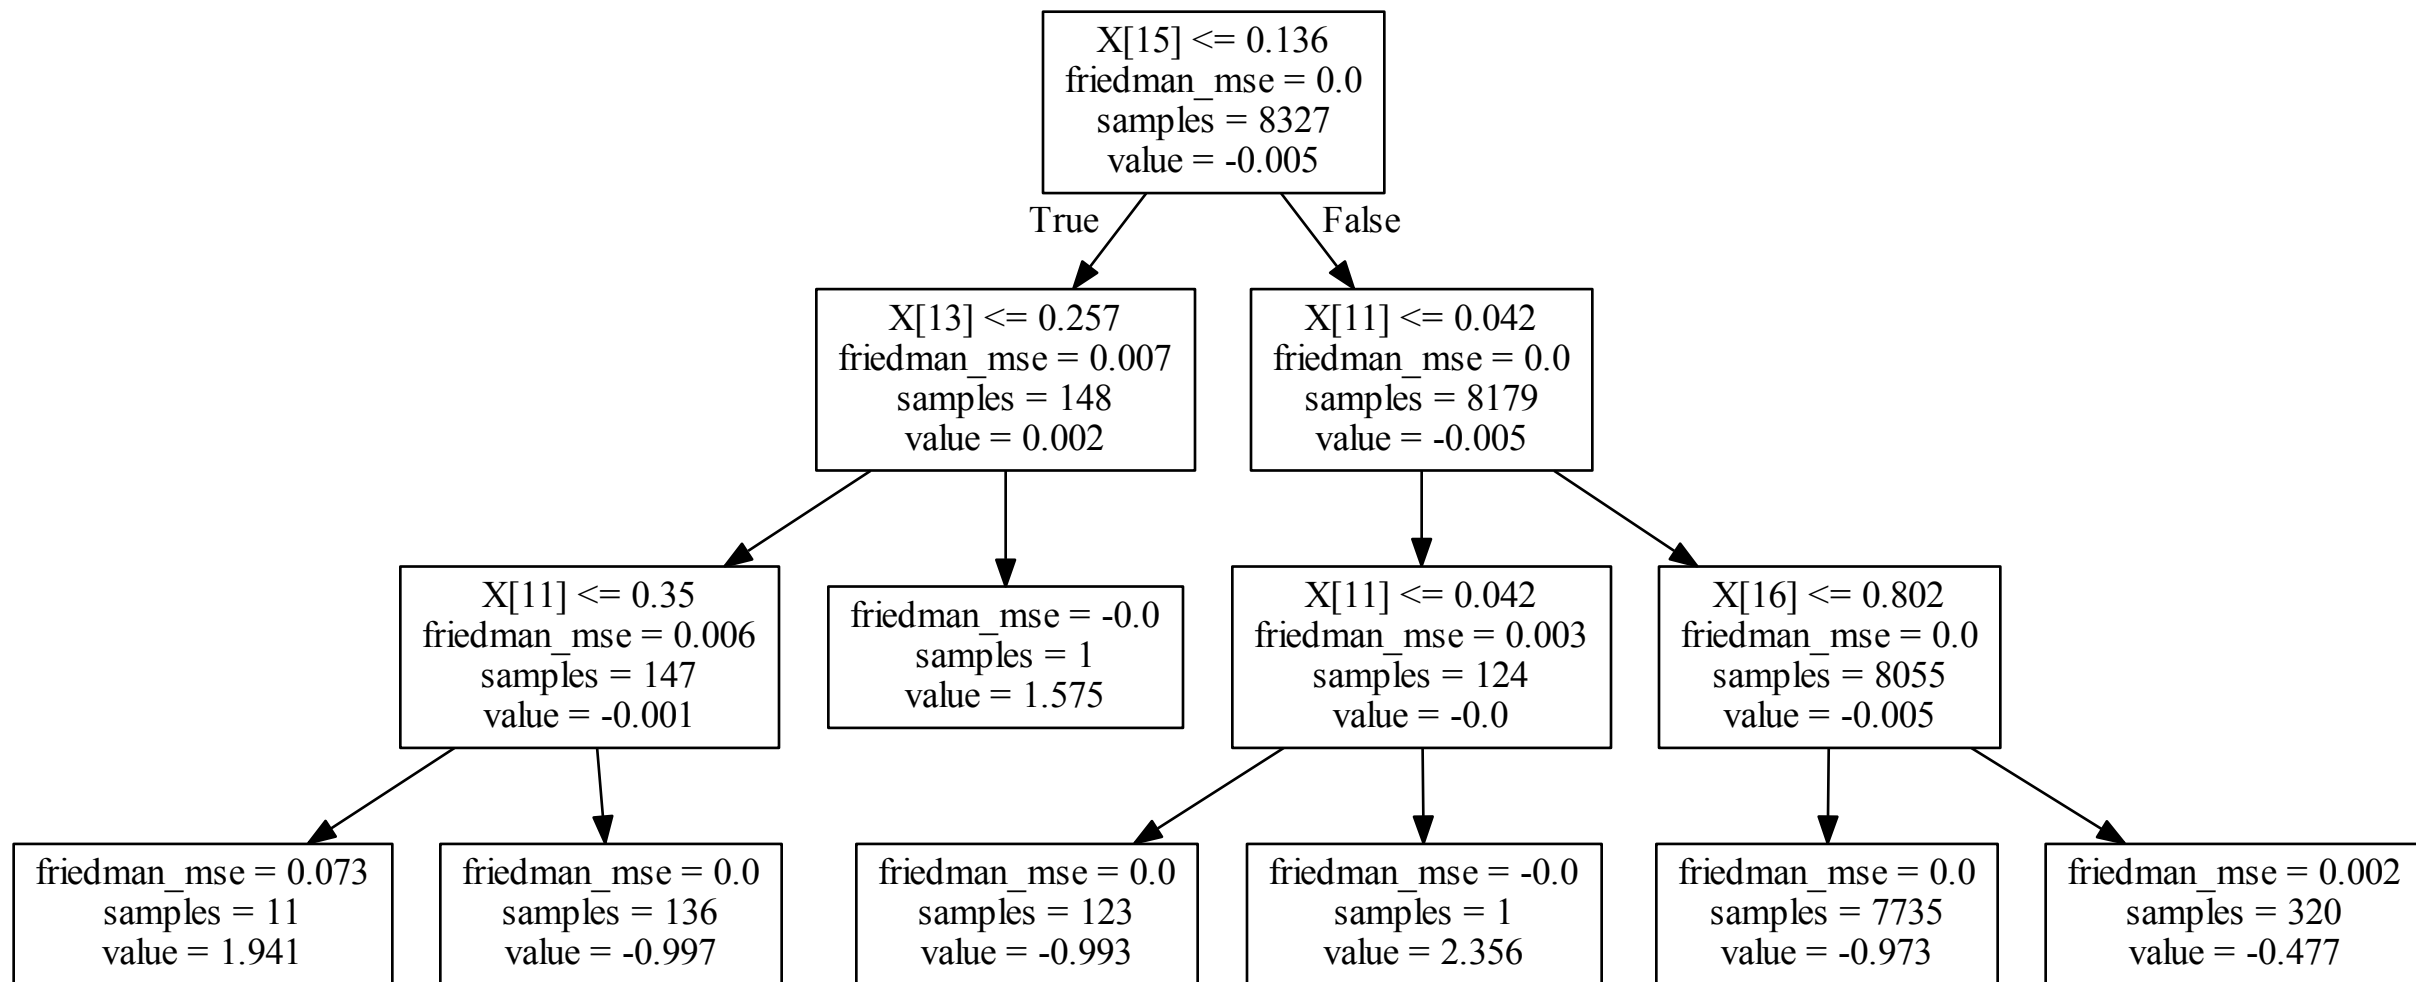 X[15] <= 0.136
friedman_mse = 0.0
samples = 8327
value = -0.005
True
False
X[13] <= 0.257
friedman_mse = 0.007
samples = 148
value = 0.002
X[11] <= 0.042
friedman_mse = 0.0
samples = 8179
value = -0.005
X[11] <= 0.35
friedman_mse = 0.006
samples = 147
value = -0.001
friedman_mse = -0.0
samples = 1
value = 1.575
X[11] <= 0.042
friedman_mse = 0.003
samples = 124
value = -0.0
X[16] <= 0.802
friedman_mse = 0.0
samples = 8055
value = -0.005
friedman_mse = 0.073
samples = 11
value = 1.941
friedman_mse = 0.0
samples = 136
value = -0.997
friedman_mse = 0.0
samples = 123
value = -0.993
friedman_mse = -0.0
samples = 1
value = 2.356
friedman_mse = 0.0
samples = 7735
value = -0.973
friedman_mse = 0.002
samples = 320
value = -0.477